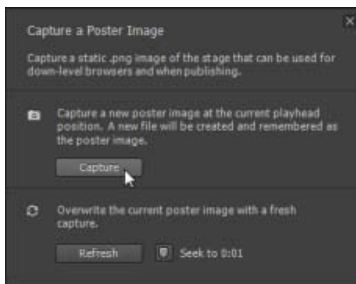 Capture a Poster Image
Capture a static .png image of the stage that can be used for
down-level browsers and when publishing.
Capture a new poster image at the current playhead
position. A new file will be created and remembered as
the poster image.
Capture
Overwrite the current poster image with a fresh
capture.
Refresh
Seek to 0:01